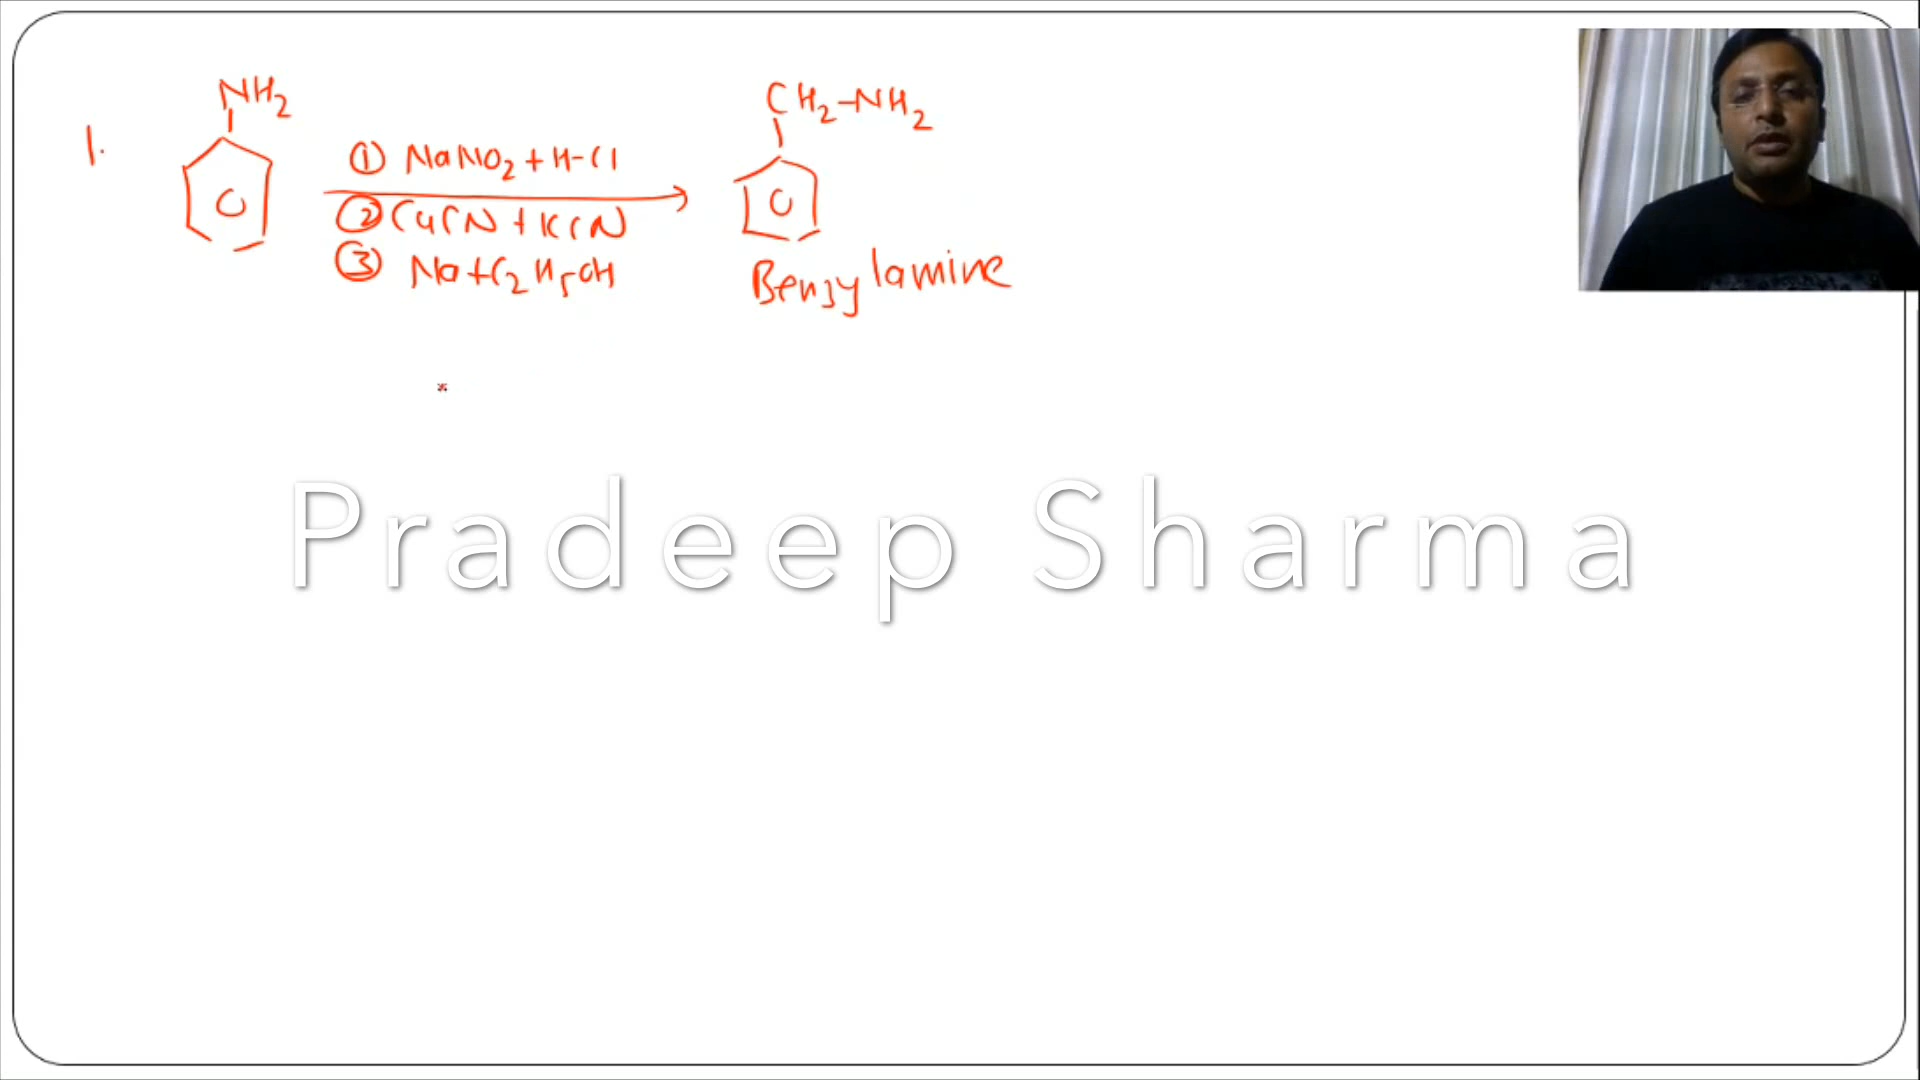 NH2
CH2-NH2
1.
① NaNO2 + H-Cl
② CuCN + KCN
③ Na + C2H5OH
Benzylamine
Pradeep Sharma